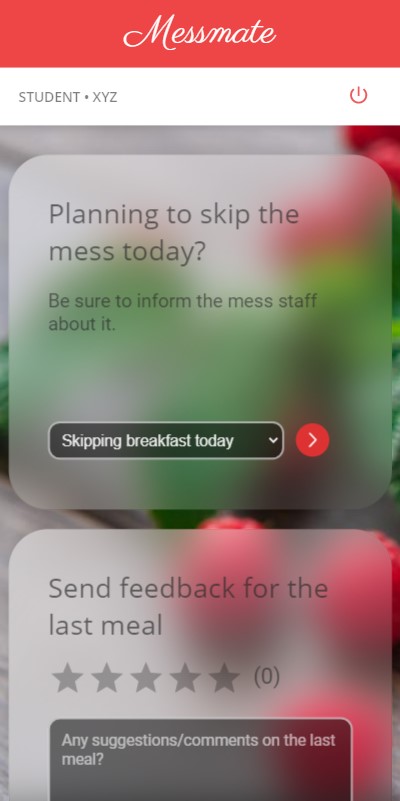 Messmate
STUDENT • XYZ
Planning to skip the
mess today?
Be sure to inform the mess staff
about it.
Skipping breakfast today
Send feedback for the
last meal
(0)
Any suggestions/comments on the last
meal?